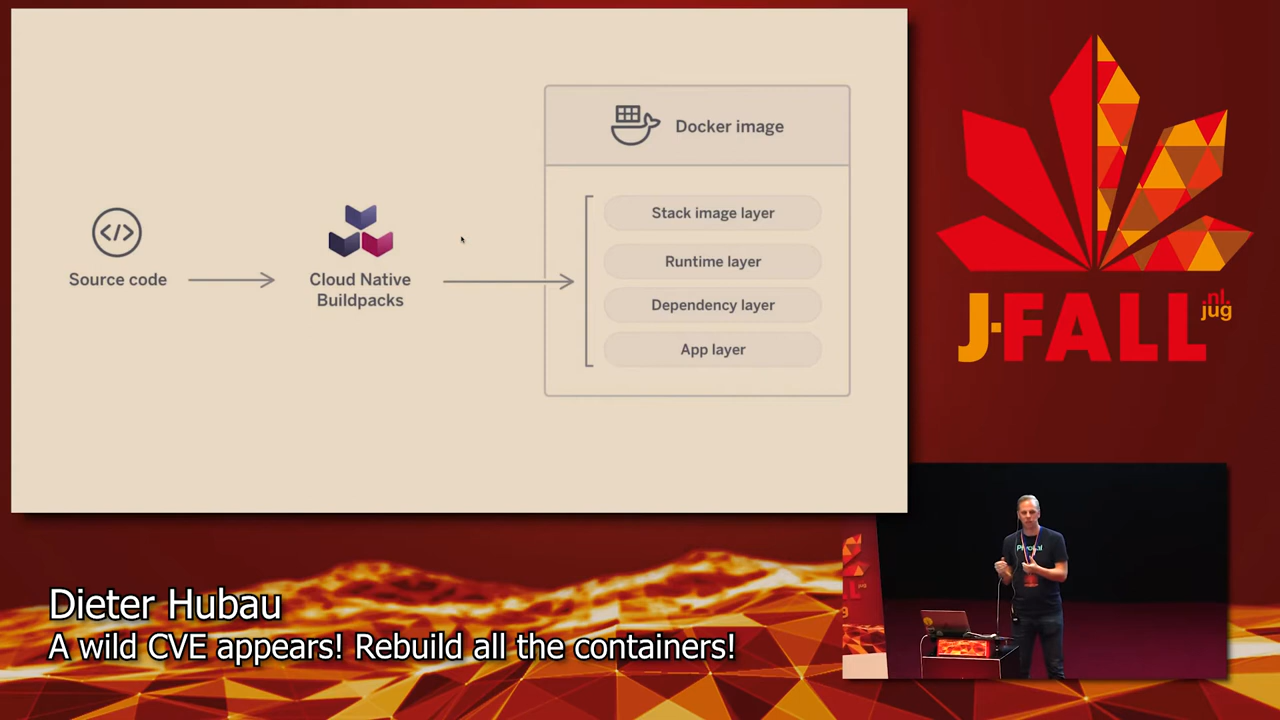 Docker image
Stack image layer
Runtime layer
Dependency layer
App layer
</>
Source code
Cloud Native
Buildpacks
J-FALL
nl.
jug
Dieter Hubau
A wild CVE appears! Rebuild all the containers!